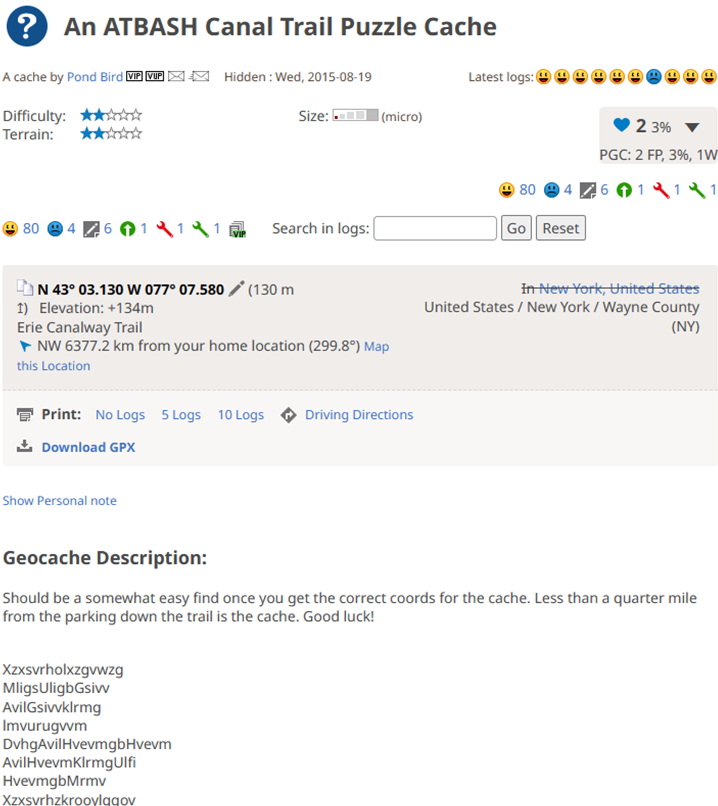 An ATBASH Canal Trail Puzzle Cache
A cache by Pond Bird VIP VUP Hidden : Wed, 2015-08-19 Latest logs:
Difficulty:
Size: (micro)
Terrain:
2 3%
PGC: 2 FP, 3%, 1W
80 4 6 1 1 1
80 4 6 1 1 1 VIP Search in logs: Go Reset
N 43° 03.130 W 077° 07.580 (130 m
In New York, United States
Elevation: +134m
United States / New York / Wayne County
(NY)
Erie Canalway Trail
NW 6377.2 km from your home location (299.8°) Map
this Location
Print: No Logs 5 Logs 10 Logs Driving Directions
Download GPX
Show Personal note
Geocache Description:
Should be a somewhat easy find once you get the correct coords for the cache. Less than a quarter mile
from the parking down the trail is the cache. Good luck!
Xzxsvrholxzgvwzg
MligsUligbGsivv
AvilGsivvklrmg
lmvurugvvm
DvhgAvilHvevmgbHvevm
AvilHvevmKlrmgUlfi
HvevmgbMrmv
Xzxsvrhzkrooylggov